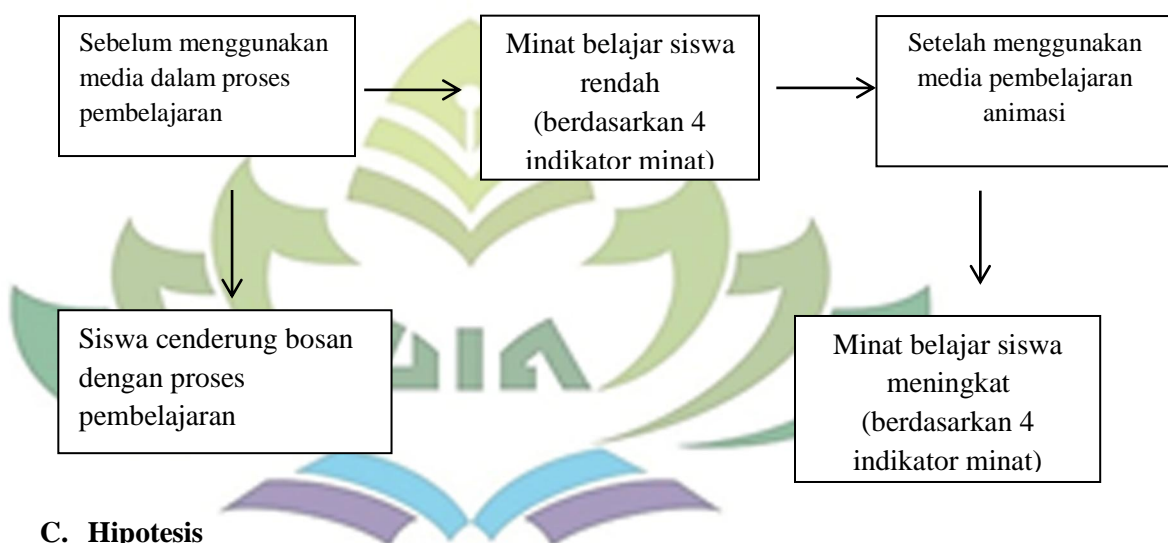 Sebelum menggunakan
media dalam proses
pembelajaran
Minat belajar siswa
rendah
(berdasarkan 4
indikator minat)
Setelah menggunakan
media pembelajaran
animasi
Siswa cenderung bosan
dengan proses
pembelajaran
Minat belajar siswa
meningkat
(berdasarkan 4
indikator minat)
C. Hipotesis